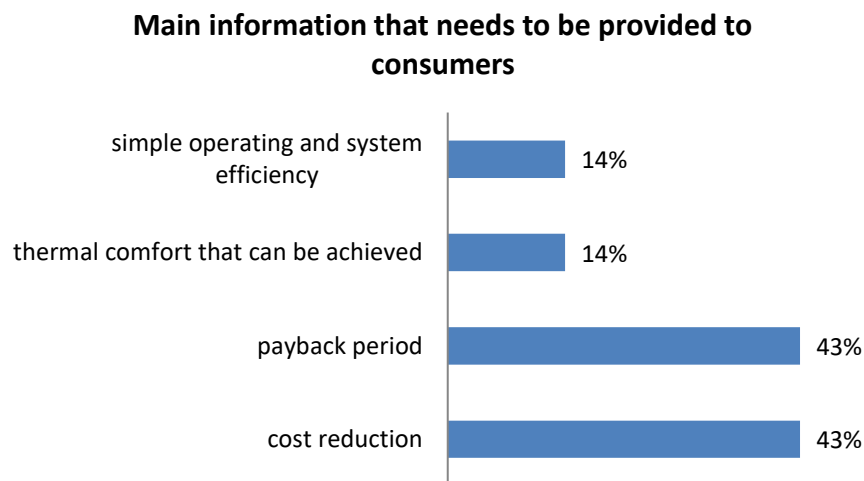 Main information that needs to be provided to
consumers
simple operating and system
efficiency
14%
thermal comfort that can be achieved
14%
payback period
43%
cost reduction
43%